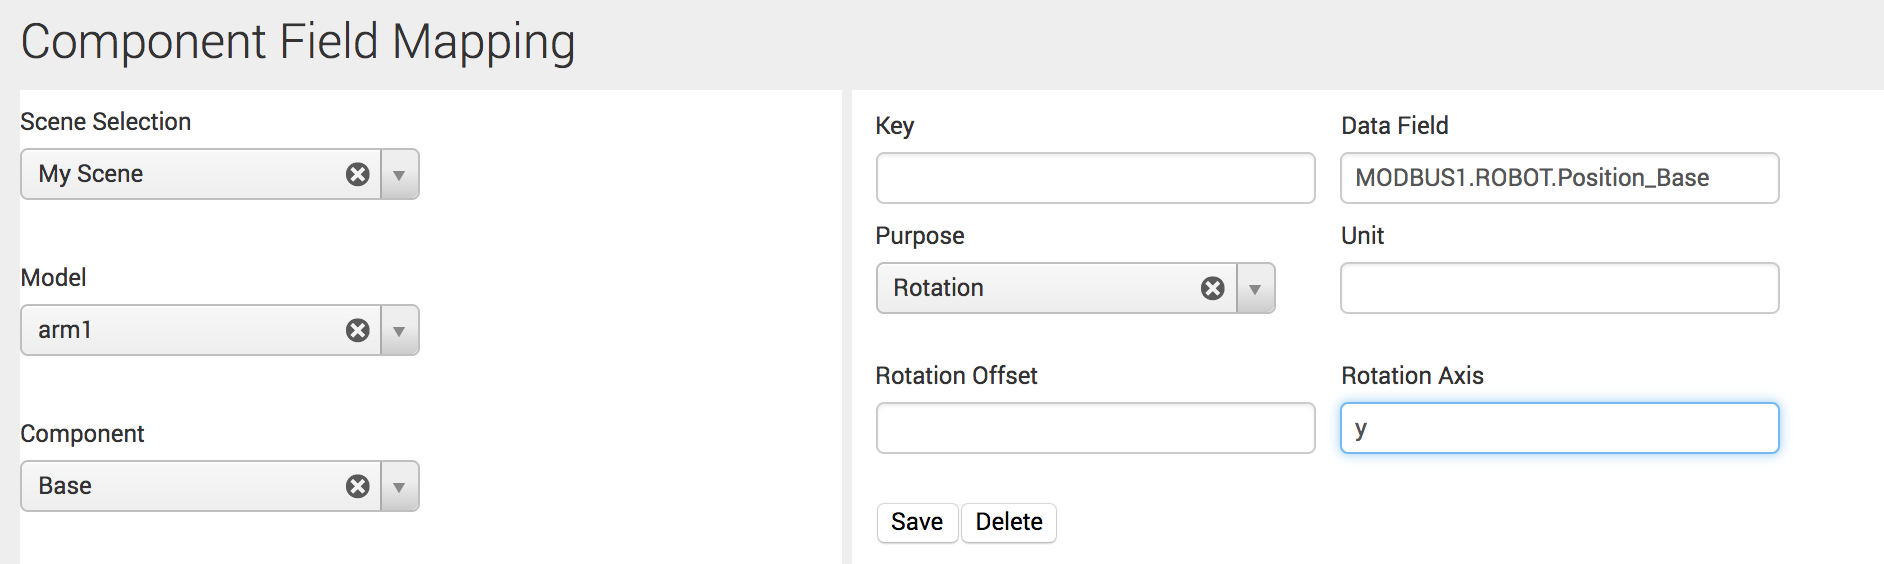 Component Field Mapping
Scene Selection
My Scene
Model
arm1
Component
Base
Key
Data Field
MODBUS1.ROBOT.Position_Base
Purpose
Unit
Rotation
Rotation Offset
Rotation Axis
y
Save
Delete